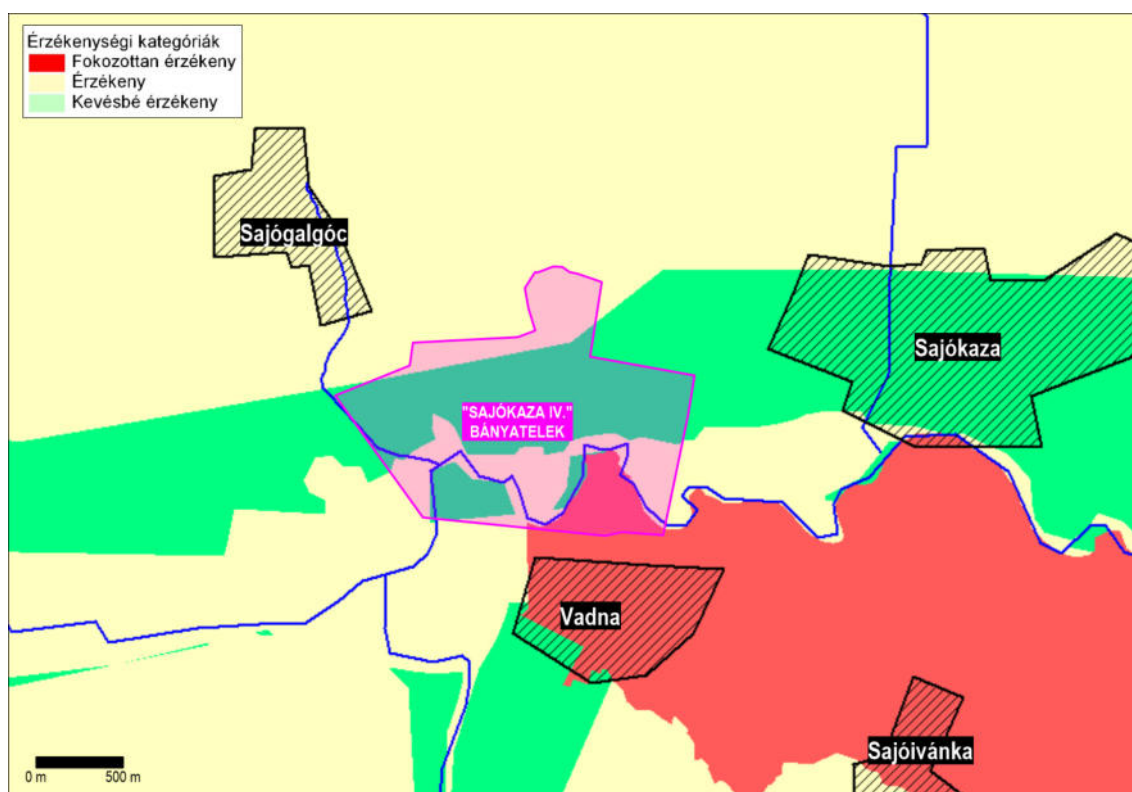 Érzékenységi kategóriák
Fokozottan érzékeny
Érzékeny
Kevésbé érzékeny
Sajógalgóc
Sajókaza
"SAJÓKAZA IV."
BÁNYATELEK
Vadna
Sajóivánka
0 m 500 m